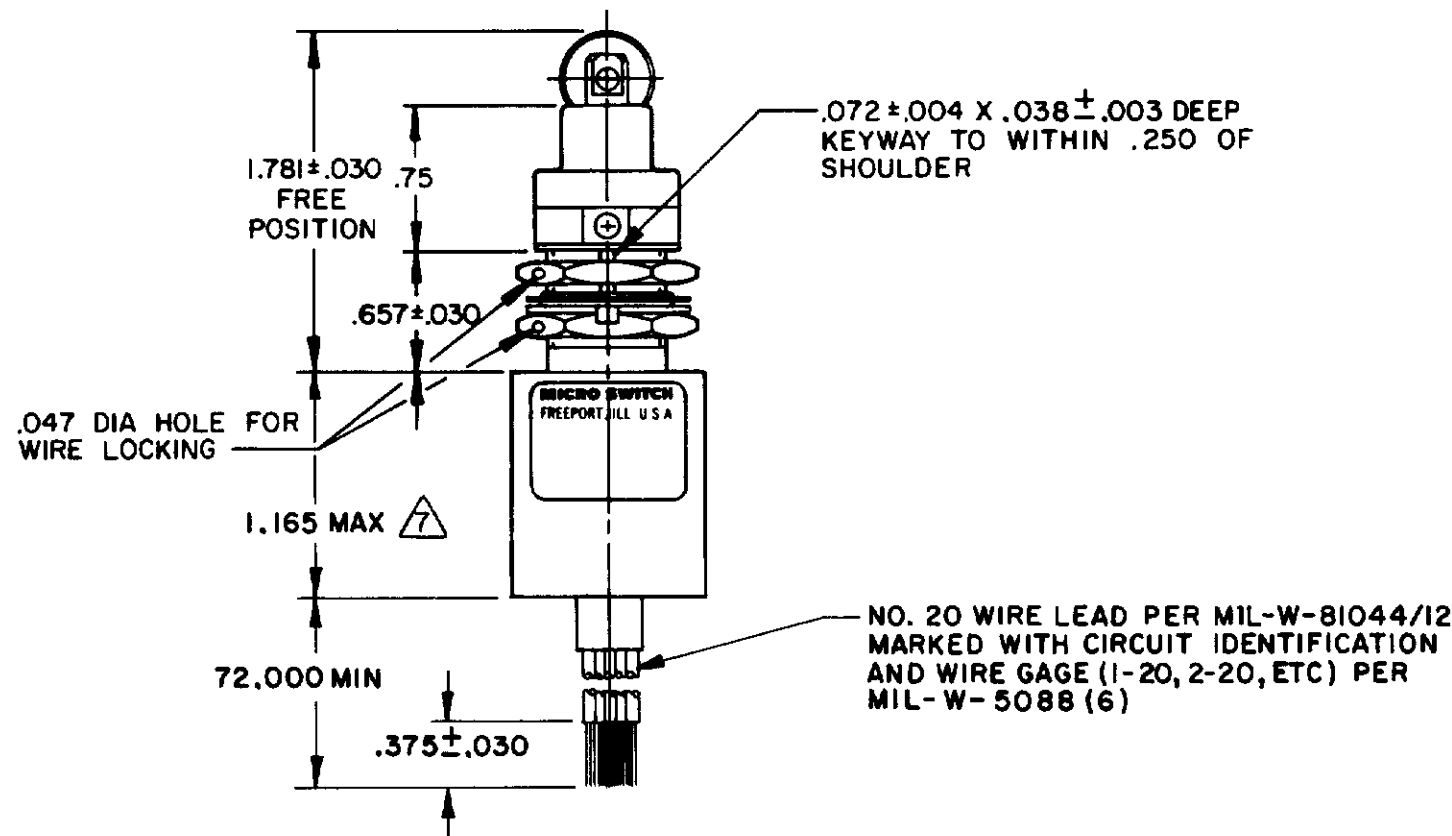 .072 ±.004 X .038 ± .003 DEEP
KEYWAY TO WITHIN .250 OF
SHOULDER
1.781±.030
FREE
POSITION
.75
.657±.030
MICRO SWITCH
FREEPORT, ILL U S A
.047 DIA HOLE FOR
WIRE LOCKING
1.165 MAX 7
NO. 20 WIRE LEAD PER MIL-W-81044/12
MARKED WITH CIRCUIT IDENTIFICATION
AND WIRE GAGE (1-20, 2-20, ETC) PER
MIL-W-5088 (6)
72.000 MIN
.375±.030